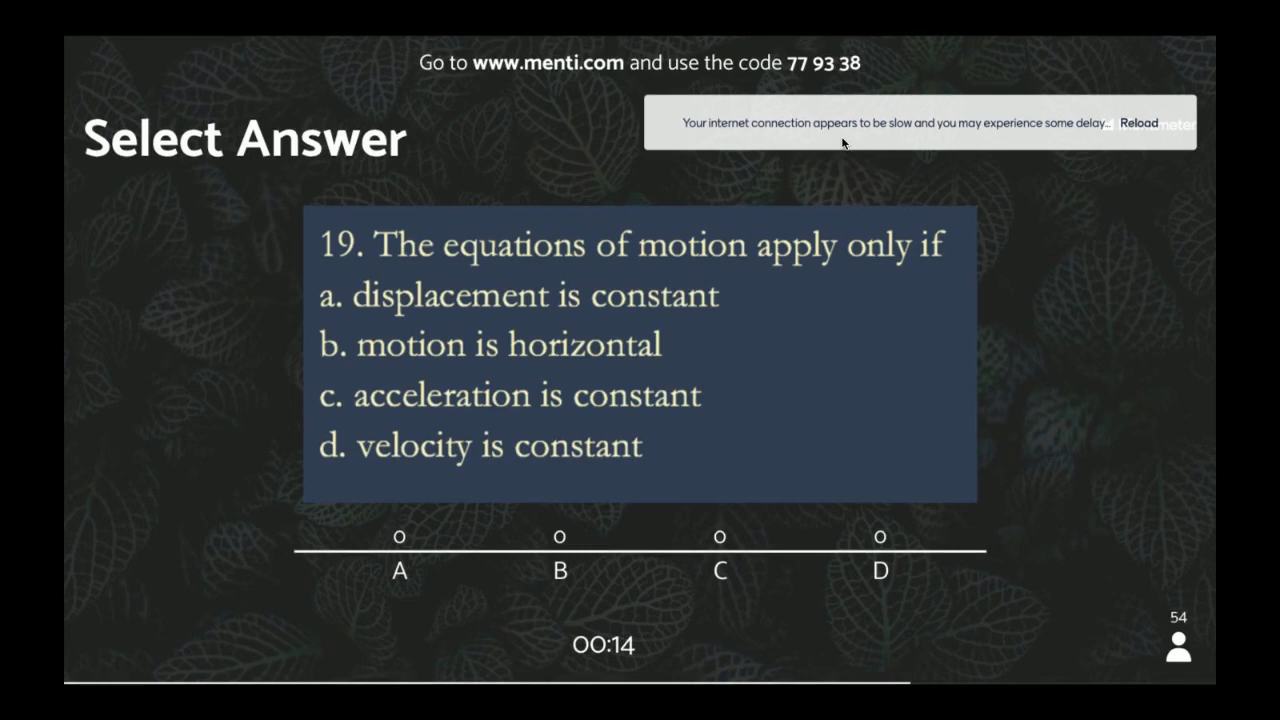 Go to www.menti.com and use the code 77 93 38
Your internet connection appears to be slow and you may experience some delay. Reload
Select Answer
19. The equations of motion apply only if
a. displacement is constant
b. motion is horizontal
c. acceleration is constant
d. velocity is constant
0 0 0 0
A B C D
54
00:14